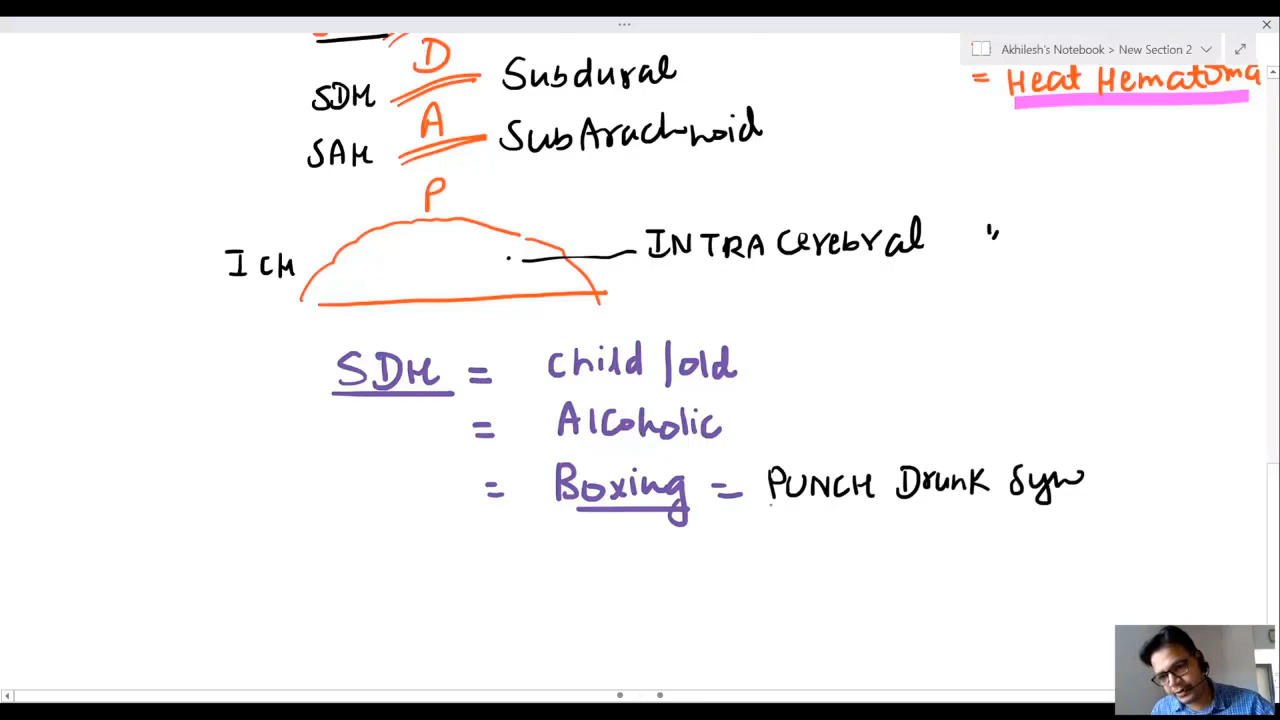 Akhilesh's Notebook > New Section 2
D
SDH
Subdural
= Heat Hematoma
A
SAH
SubArachnoid
P
ICH
INTRA Cerebral "
SDH = Child/old
= Alcoholic
= Boxing = PUNCH Drunk Syn